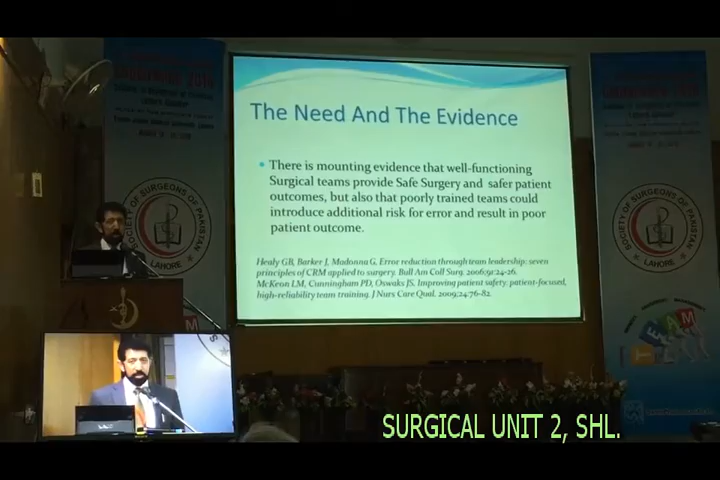 The Need And The Evidence
There is mounting evidence that well-functioning
Surgical teams provide Safe Surgery and safer patient
outcomes, but also that poorly trained teams could
introduce additional risk for error and result in poor
patient outcome.
Healy GB, Barker J, Madonna G. Error reduction through team leadership: seven
principles of CRM applied to surgery. Bull Am Coll Surg. 2006;91:24-26.
McKeon LM, Cunningham PD, Oswaks JS. Improving patient safety: patient-focused,
high-reliability team training. J Nurs Care Qual. 2009;24:76-82.
SOCIETY OF SURGEONS OF PAKISTAN
LAHORE
SOCIETY OF SURGEONS OF PAKISTAN
LAHORE
TEAM
SURGICAL UNIT 2, SHL.